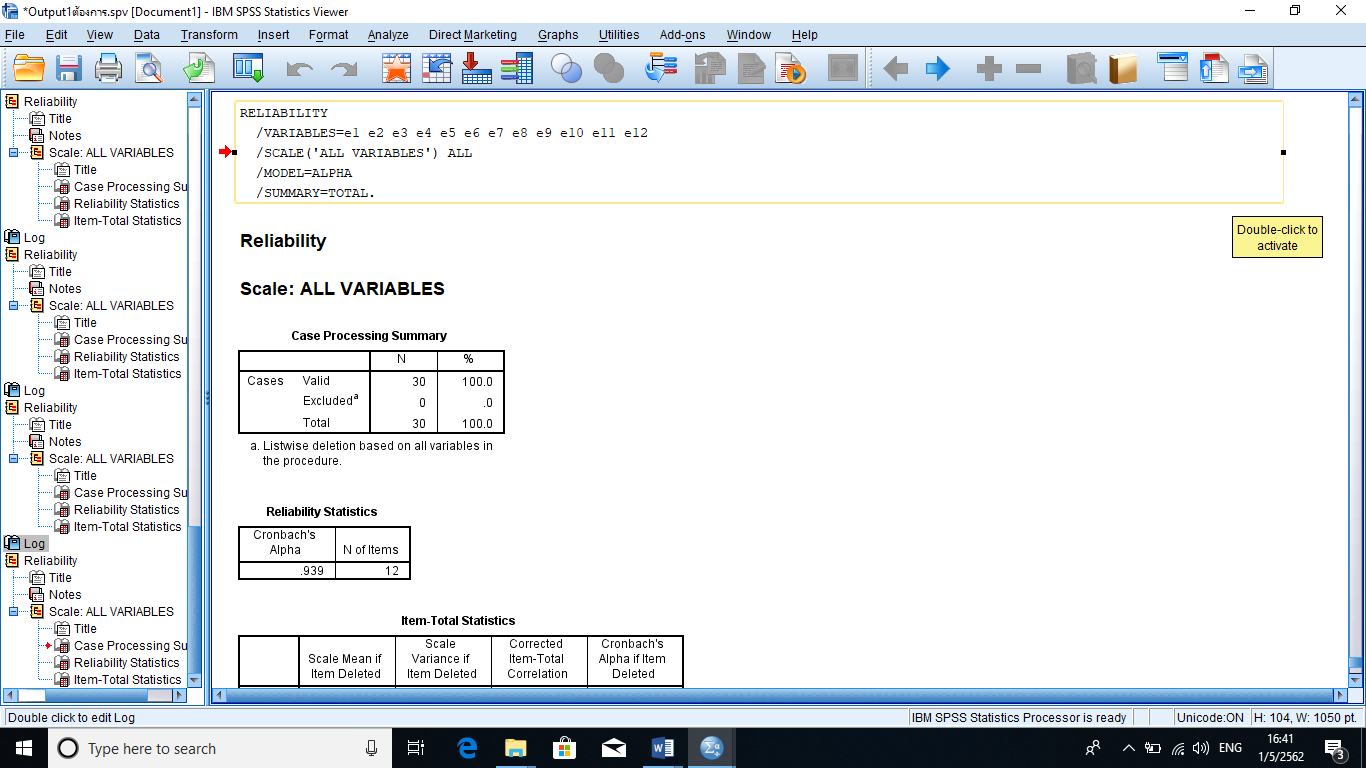 *Output1ต้องการ.spv [Document1] - IBM SPSS Statistics Viewer
File Edit View Data Transform Insert Format Analyze Direct Marketing Graphs Utilities Add-ons Window Help
Reliability
Title
Notes
Scale: ALL VARIABLES
Title
Case Processing Su
Reliability Statistics
Item-Total Statistics
Log
Reliability
Title
Notes
Scale: ALL VARIABLES
Title
Case Processing Su
Reliability Statistics
Item-Total Statistics
Log
Reliability
Title
Notes
Scale: ALL VARIABLES
Title
Case Processing Su
Reliability Statistics
Item-Total Statistics
Log
Reliability
Title
Notes
Scale: ALL VARIABLES
Title
Case Processing Su
Reliability Statistics
Item-Total Statistics
RELIABILITY
/VARIABLES=e1 e2 e3 e4 e5 e6 e7 e8 e9 e10 e11 e12
/SCALE('ALL VARIABLES') ALL
/MODEL=ALPHA
/SUMMARY=TOTAL.
Double-click to
activate
Reliability
Scale: ALL VARIABLES
Case Processing Summary
N %
Cases Valid 30 100.0
Excludedᵃ 0 .0
Total 30 100.0
a. Listwise deletion based on all variables in
the procedure.
Reliability Statistics
Cronbach's
Alpha N of Items
.939 12
Item-Total Statistics
Scale Mean if
Item Deleted
Scale
Variance if
Item Deleted
Corrected
Item-Total
Correlation
Cronbach's
Alpha if Item
Deleted
Double click to edit Log
IBM SPSS Statistics Processor is ready
Unicode:ON
H: 104, W: 1050 pt.
Type here to search
ENG
16:41
1/5/2562
3